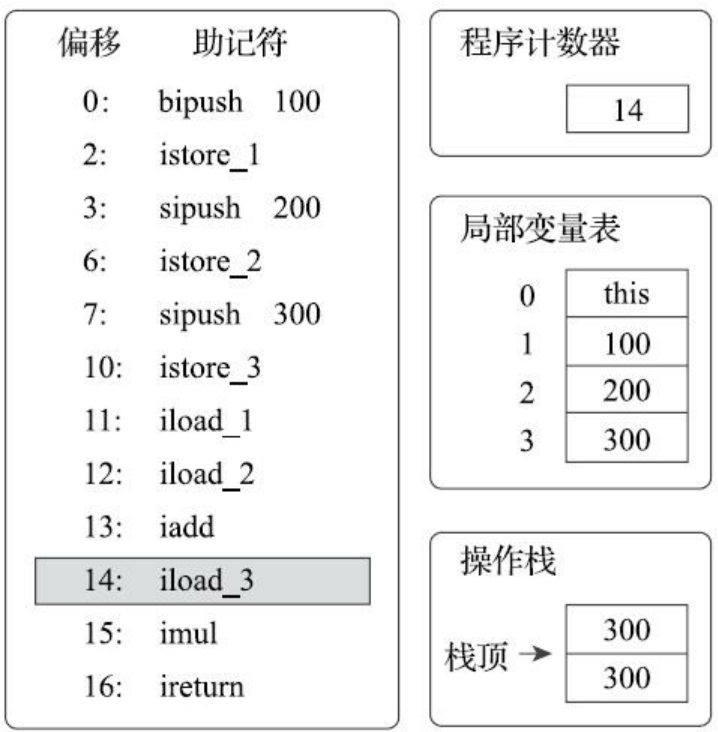 偏移 助记符
0: bipush 100
2: istore_1
3: sipush 200
6: istore_2
7: sipush 300
10: istore_3
11: iload_1
12: iload_2
13: iadd
14: iload_3
15: imul
16: ireturn
程序计数器
14
局部变量表
0 this
1 100
2 200
3 300
操作栈
300
栈顶
300